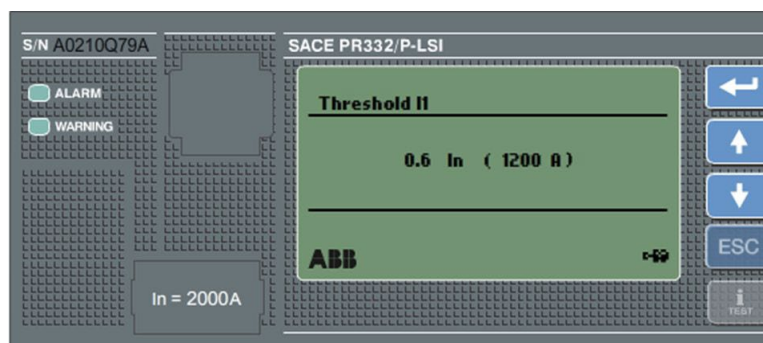 S/N A0210Q79A
SACE PR332/P-LSI
ALARM
WARNING
Threshold I1
0.6 In ( 1200 A )
ABB
In = 2000A
ESC
i
TEST